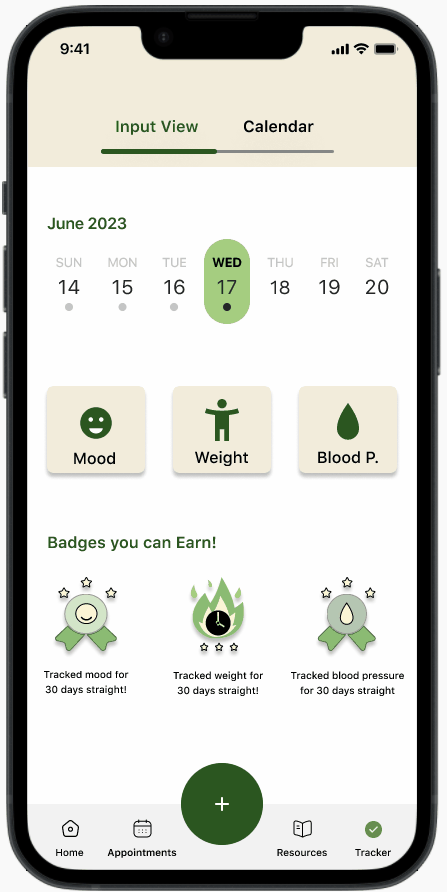 9:41
Input View Calendar
June 2023
SUN MON TUE WED THU FRI SAT
14 15 16 17 18 19 20
Mood Weight Blood P.
Badges you can Earn!
Tracked mood for Tracked weight for Tracked blood pressure
30 days straight! 30 days straight! for 30 days straight
+
Home Appointments Resources Tracker